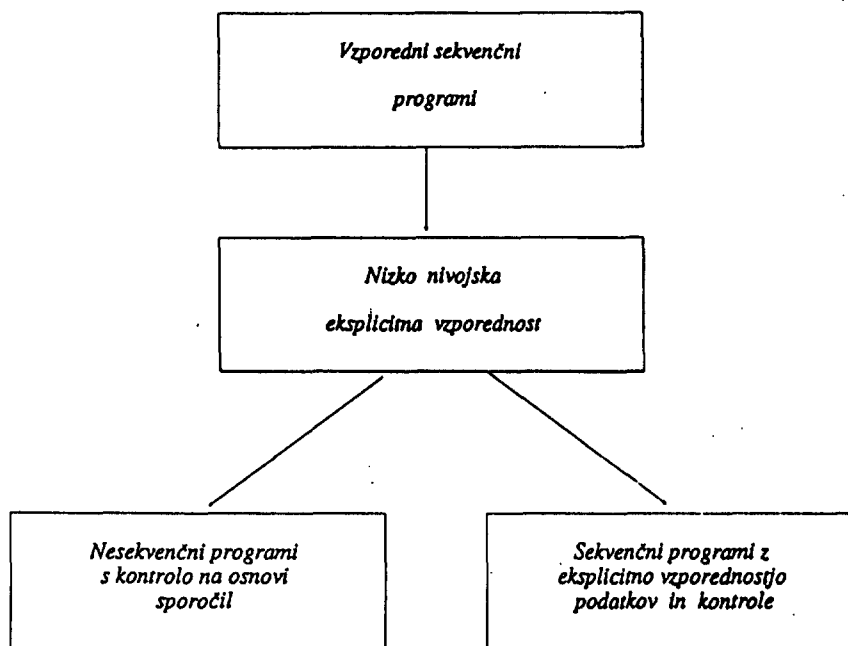 Vzporedni sekvenčni
programi
Nizko nivojska
eksplicitna vzporednost
Nesekvenčni programi
s kontrolo na osnovi
sporočil
Sekvenčni programi z
eksplicitno vzporednostjo
podatkov in kontrole